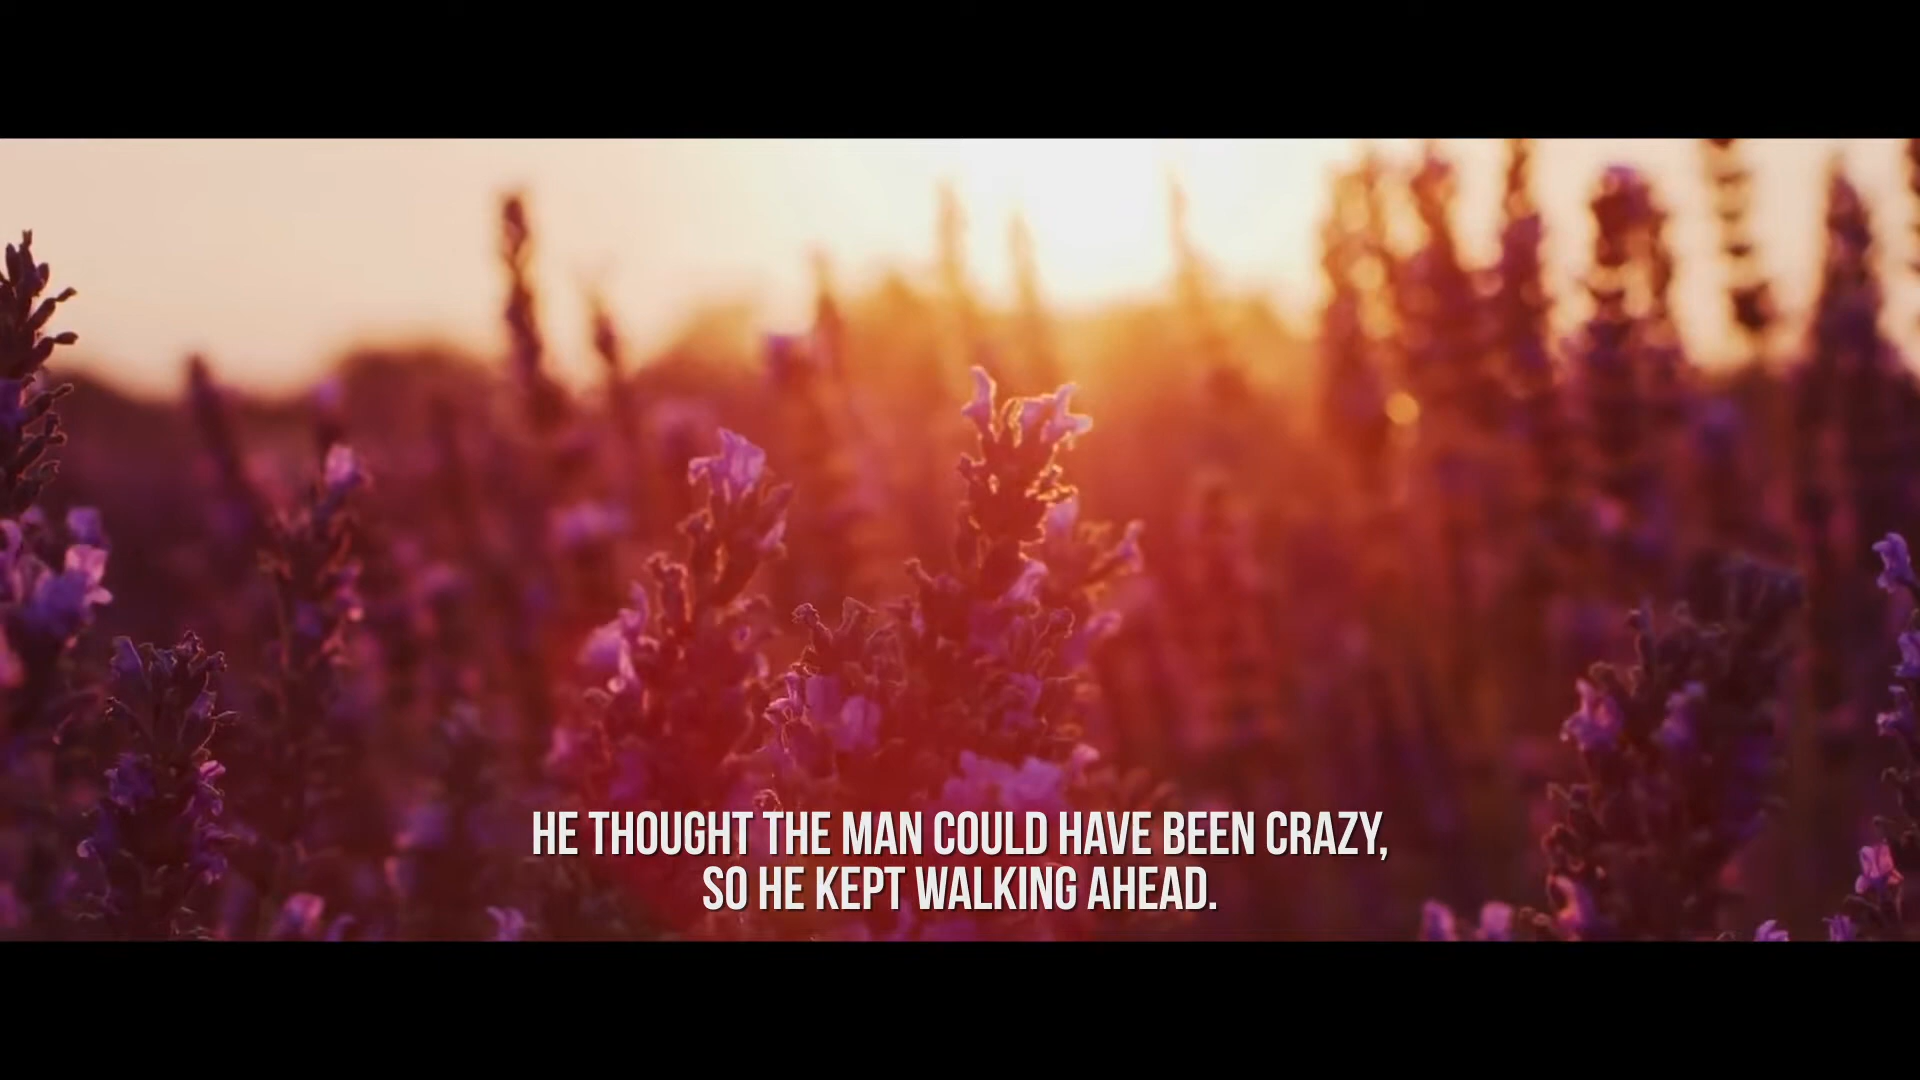 HE THOUGHT THE MAN COULD HAVE BEEN CRAZY,
SO HE KEPT WALKING AHEAD.